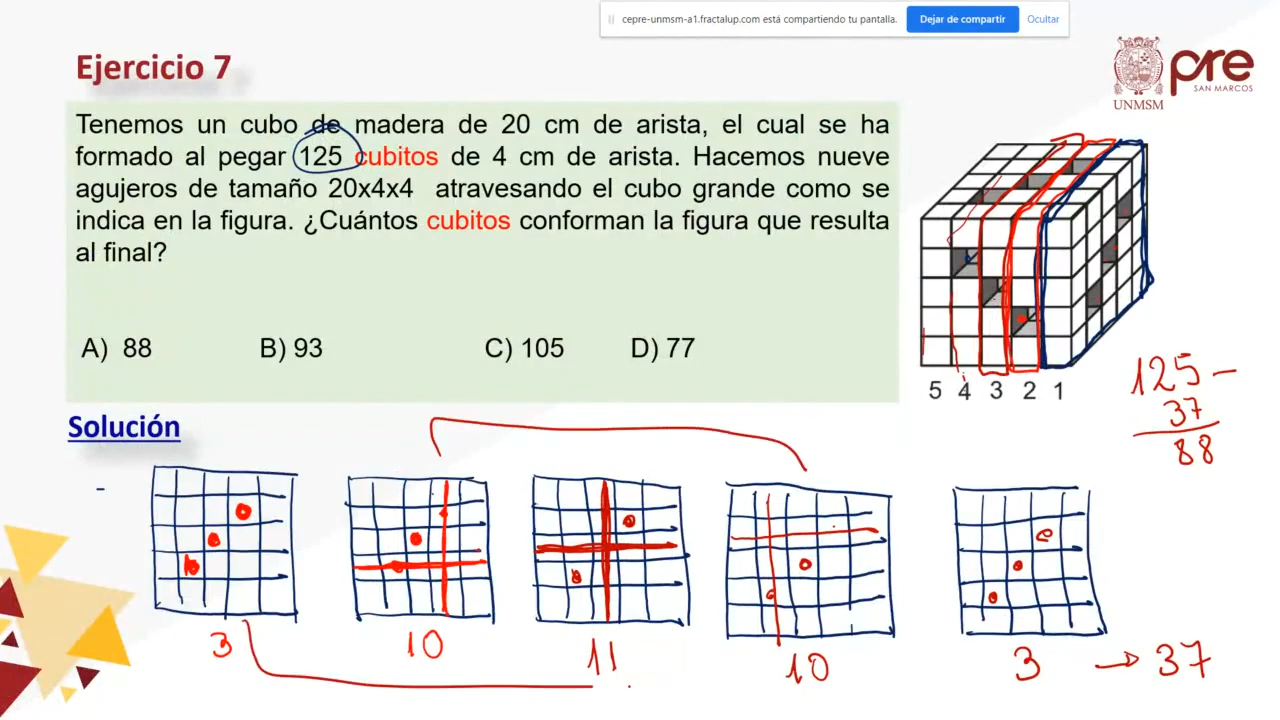 cepre-unmsm-a1.fractalup.com está compartiendo tu pantalla. Dejar de compartir Ocultar
Ejercicio 7
UNMSM
pre
SAN MARCOS
Tenemos un cubo de madera de 20 cm de arista, el cual se ha
formado al pegar 125 cubitos de 4 cm de arista. Hacemos nueve
agujeros de tamaño 20x4x4 atravesando el cubo grande como se
indica en la figura. ¿Cuántos cubitos conforman la figura que resulta
al final?
A) 88 B) 93 C) 105 D) 77
5 4 3 2 1
125 -
37
88
Solución
3 10 11 10 3 → 37